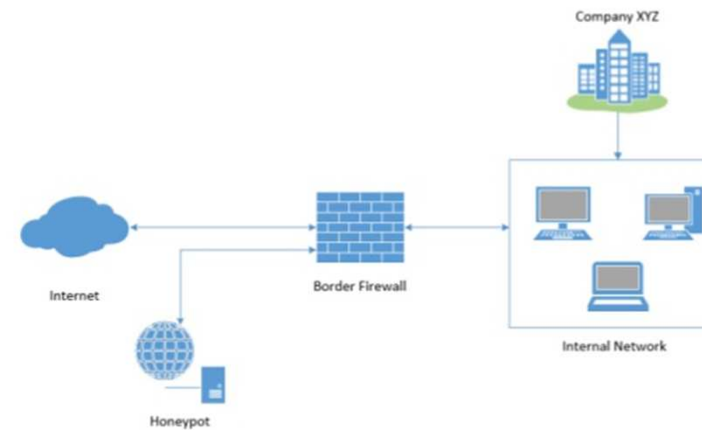 Company XYZ
Internet
Border Firewall
Internal Network
Honeypot